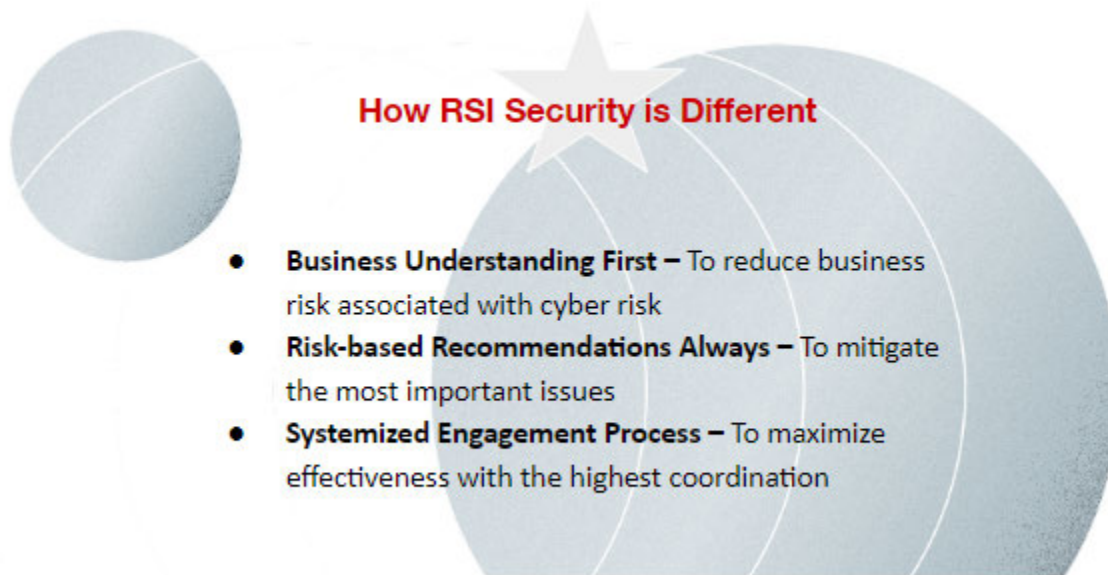 How RSI Security is Different
● Business Understanding First – To reduce business
risk associated with cyber risk
● Risk-based Recommendations Always – To mitigate
the most important issues
● Systemized Engagement Process – To maximize
effectiveness with the highest coordination